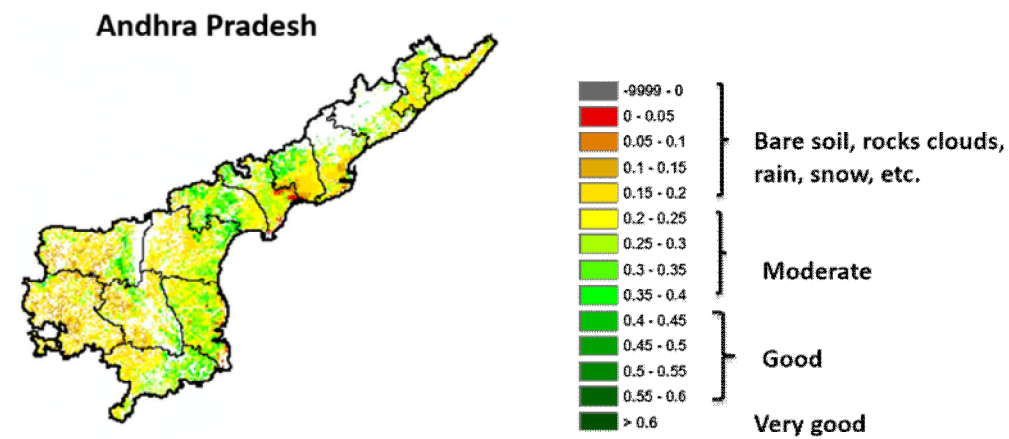 Andhra Pradesh
-9999 - 0
0 - 0.05
0.05 - 0.1
0.1 - 0.15
0.15 - 0.2
0.2 - 0.25
0.25 - 0.3
0.3 - 0.35
0.35 - 0.4
0.4 - 0.45
0.45 - 0.5
0.5 - 0.55
0.55 - 0.6
> 0.6
Bare soil, rocks clouds,
rain, snow, etc.
Moderate
Good
Very good